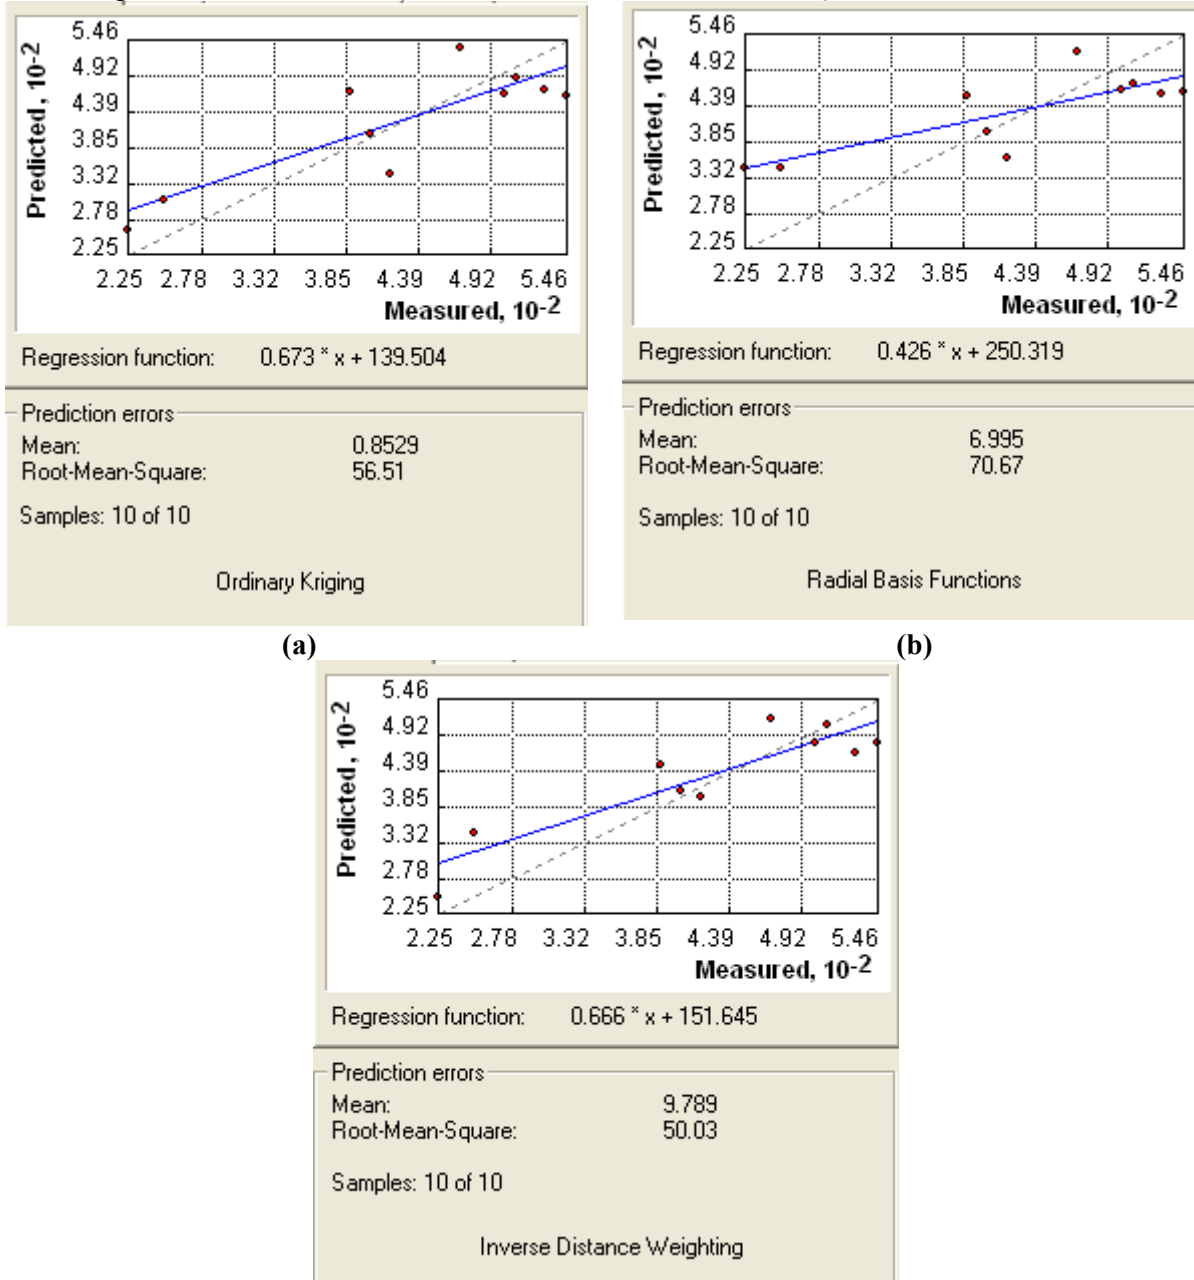 5.46
4.92
4.39
3.85
3.32
2.78
2.25
Predicted, 10-2
2.25 2.78 3.32 3.85 4.39 4.92 5.46
Measured, 10-2
Regression function: 0.673 * x + 139.504
Prediction errors
Mean: 0.8529
Root-Mean-Square: 56.51
Samples: 10 of 10
Ordinary Kriging
(a)
5.46
4.92
4.39
3.85
3.32
2.78
2.25
Predicted, 10-2
2.25 2.78 3.32 3.85 4.39 4.92 5.46
Measured, 10-2
Regression function: 0.426 * x + 250.319
Prediction errors
Mean: 6.995
Root-Mean-Square: 70.67
Samples: 10 of 10
Radial Basis Functions
(b)
5.46
4.92
4.39
3.85
3.32
2.78
2.25
Predicted, 10-2
2.25 2.78 3.32 3.85 4.39 4.92 5.46
Measured, 10-2
Regression function: 0.666 * x + 151.645
Prediction errors
Mean: 9.789
Root-Mean-Square: 50.03
Samples: 10 of 10
Inverse Distance Weighting